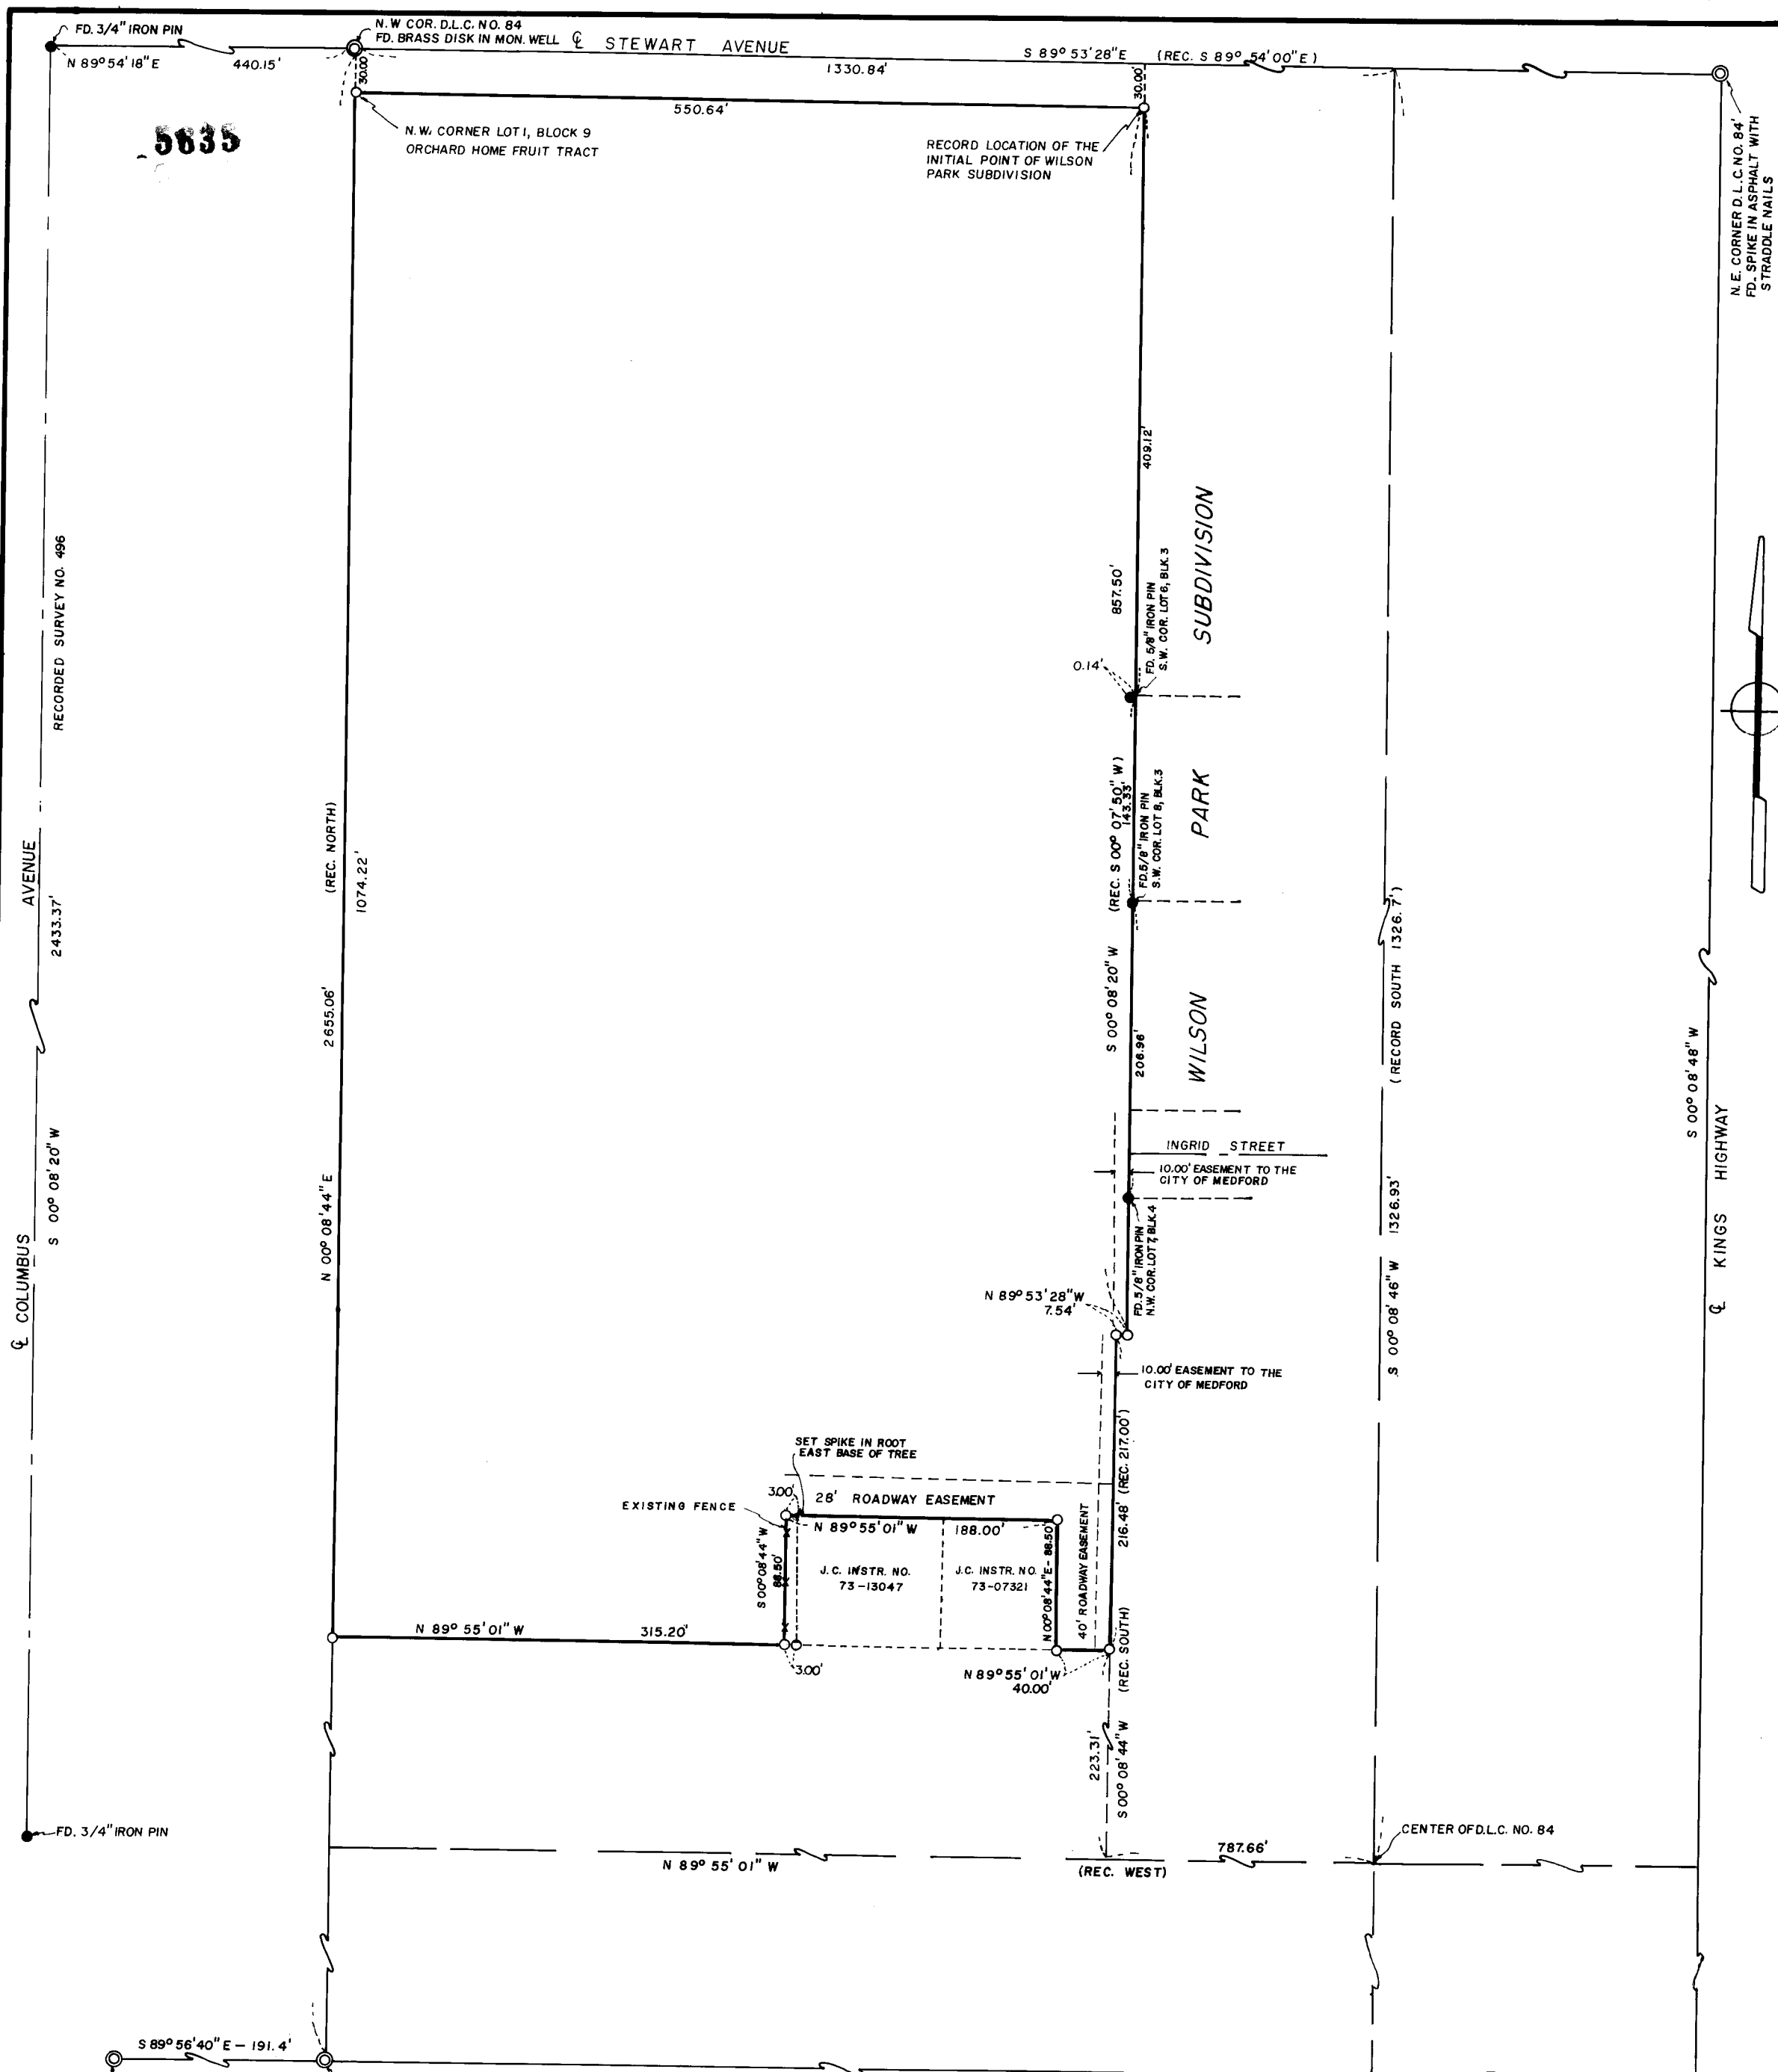 FD. 3/4" IRON PIN
N 89° 54' 18" E
440.15'
N.W COR. D.L.C. NO. 84
FD. BRASS DISK IN MON. WELL
℄ STEWART AVENUE
S 89° 53' 28" E (REC. S 89° 54' 00" E)
1330.84'
30.00
30.00
550.64'
5635
N.W. CORNER LOT 1, BLOCK 9
ORCHARD HOME FRUIT TRACT
RECORD LOCATION OF THE
INITIAL POINT OF WILSON
PARK SUBDIVISION
N.E. CORNER D.L.C. NO. 84'
FD. SPIKE IN ASPHALT WITH
STRADDLE NAILS
RECORDED SURVEY NO. 496
℄ COLUMBUS AVENUE
2433.37'
S 00° 08' 20" W
(REC. NORTH)
1074.22'
2655.06'
N 00° 08' 44" E
409.12'
857.50'
0.14'
FD. 5/8" IRON PIN
S.W. COR. LOT 6, BLK. 3
WILSON PARK SUBDIVISION
(REC. S 00° 07' 50" W)
143.33'
FD. 5/8" IRON PIN
S.W. COR. LOT 8, BLK. 3
S 00° 08' 20" W
206.96'
(RECORD SOUTH 1326.7')
S 00° 08' 46" W 1326.93'
S 00° 08' 48" W
℄ KINGS HIGHWAY
INGRID STREET
10.00' EASEMENT TO THE
CITY OF MEDFORD
FD. 5/8" IRON PIN
N.W. COR. LOT 7, BLK. 4
N 89° 53' 28" W
7.54'
10.00' EASEMENT TO THE
CITY OF MEDFORD
216.48' (REC. 217.00')
SET SPIKE IN ROOT
EAST BASE OF TREE
3.00'
28' ROADWAY EASEMENT
EXISTING FENCE
N 89° 55' 01" W
188.00'
S 00° 08' 44" W
88.50'
J.C. INSTR. NO.
73-13047
J.C. INSTR. NO.
73-07321
N 00° 08' 44" E - 88.50'
40' ROADWAY EASEMENT
N 89° 55' 01" W
315.20'
3.00'
N 89° 55' 01" W
40.00'
(REC. SOUTH)
223.31'
S 00° 08' 44" W
FD. 3/4" IRON PIN
CENTER OF D.L.C. NO. 84
787.66'
N 89° 55' 01" W
(REC. WEST)
S 89° 56' 40" E - 191.4'